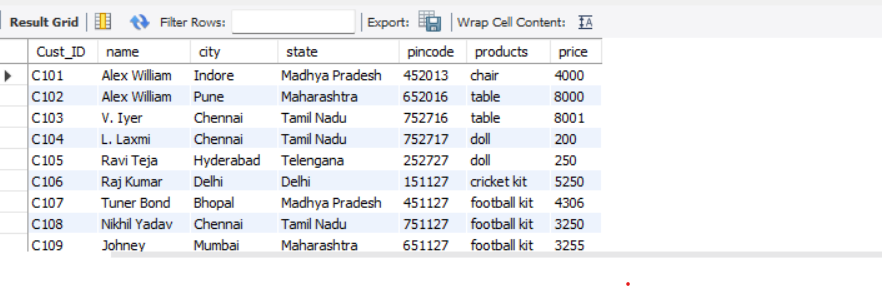 Result Grid Filter Rows: Export: Wrap Cell Content: IA
Cust_ID name city state pincode products price
C101 Alex William Indore Madhya Pradesh 452013 chair 4000
C102 Alex William Pune Maharashtra 652016 table 8000
C103 V. Iyer Chennai Tamil Nadu 752716 table 8001
C104 L. Laxmi Chennai Tamil Nadu 752717 doll 200
C105 Ravi Teja Hyderabad Telengana 252727 doll 250
C106 Raj Kumar Delhi Delhi 151127 cricket kit 5250
C107 Tuner Bond Bhopal Madhya Pradesh 451127 football kit 4306
C108 Nikhil Yadav Chennai Tamil Nadu 751127 football kit 3250
C109 Johney Mumbai Maharashtra 651127 football kit 3255